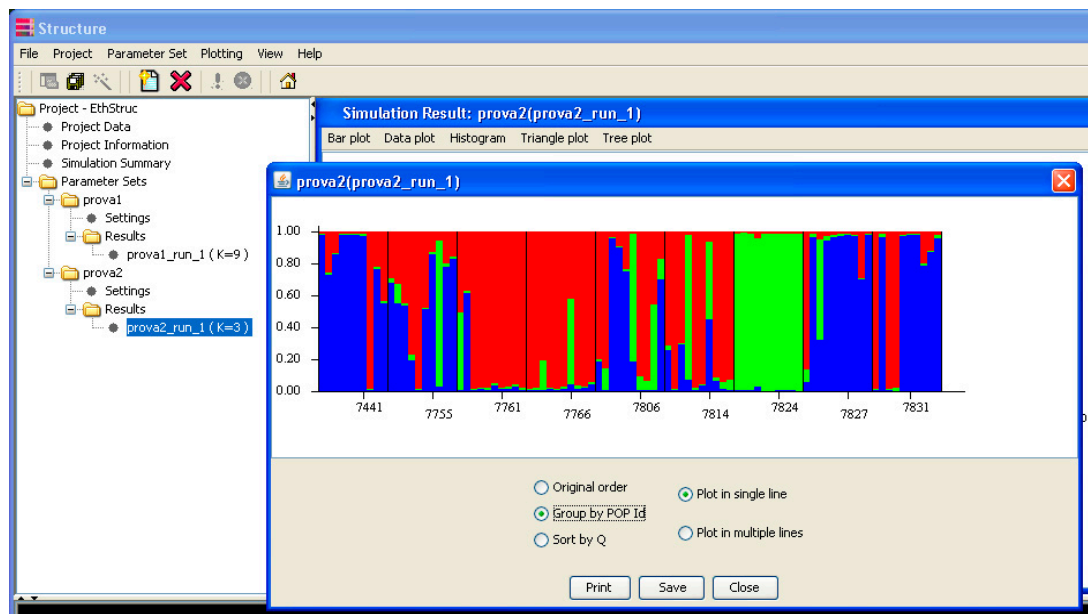 Structure
File Project Parameter Set Plotting View Help
Project - EthStruc
Project Data
Project Information
Simulation Summary
Parameter Sets
prova1
Settings
Results
prova1_run_1 ( K=9 )
prova2
Settings
Results
prova2_run_1 ( K=3 )
Simulation Result: prova2(prova2_run_1)
Bar plot Data plot Histogram Triangle plot Tree plot
prova2(prova2_run_1)
1.00
0.80
0.60
0.40
0.20
0.00
7441 7755 7761 7766 7806 7814 7824 7827 7831
Original order
Group by POP Id
Sort by Q
Plot in single line
Plot in multiple lines
Print Save Close